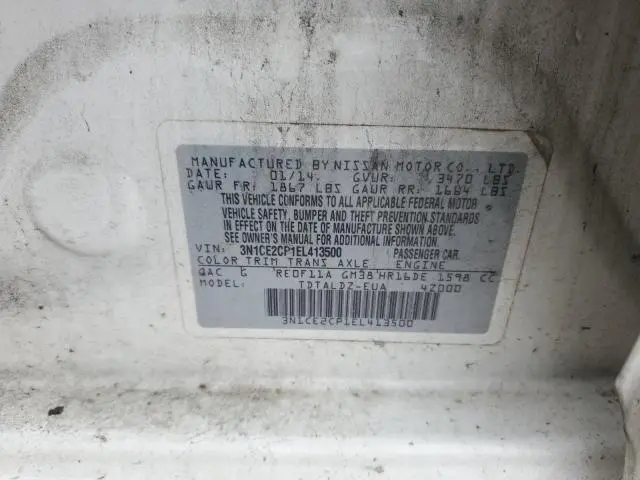 MANUFACTURED BY NISSAN MOTOR CO., LTD.
DATE: 01/14 GVWR: 3470 LBS
GAWR FR: 1867 LBS GAWR RR: 1684 LBS
THIS VEHICLE CONFORMS TO ALL APPLICABLE FEDERAL MOTOR
VEHICLE SAFETY, BUMPER AND THEFT PREVENTION STANDARDS
IN EFFECT ON THE DATE OF MANUFACTURE SHOWN ABOVE.
SEE OWNER'S MANUAL OR ADDITIONAL INFORMATION.
VIN: 3N1CE2CP1EL413500 PASSENGER CAR
COLOR TRIM TRANS AXLE ENGINE
QAC G RE0F11A GM38 HR16DE 1598 CC
MODEL: TDTALDZ-EUA 42000
3N1CE2CP1EL413500